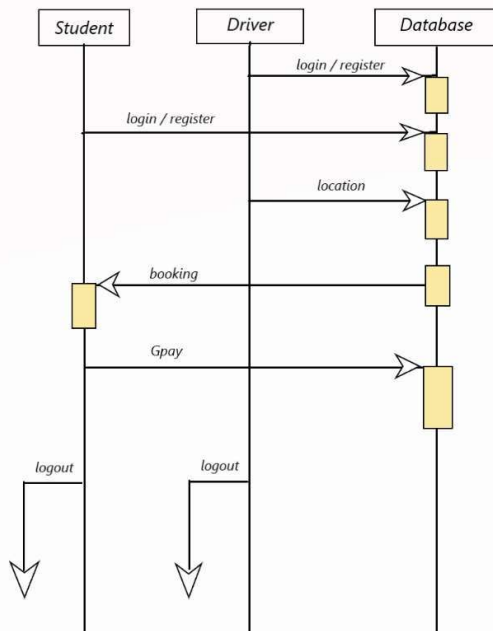 Student
Driver
Database
login / register
login / register
location
booking
Gpay
logout
logout